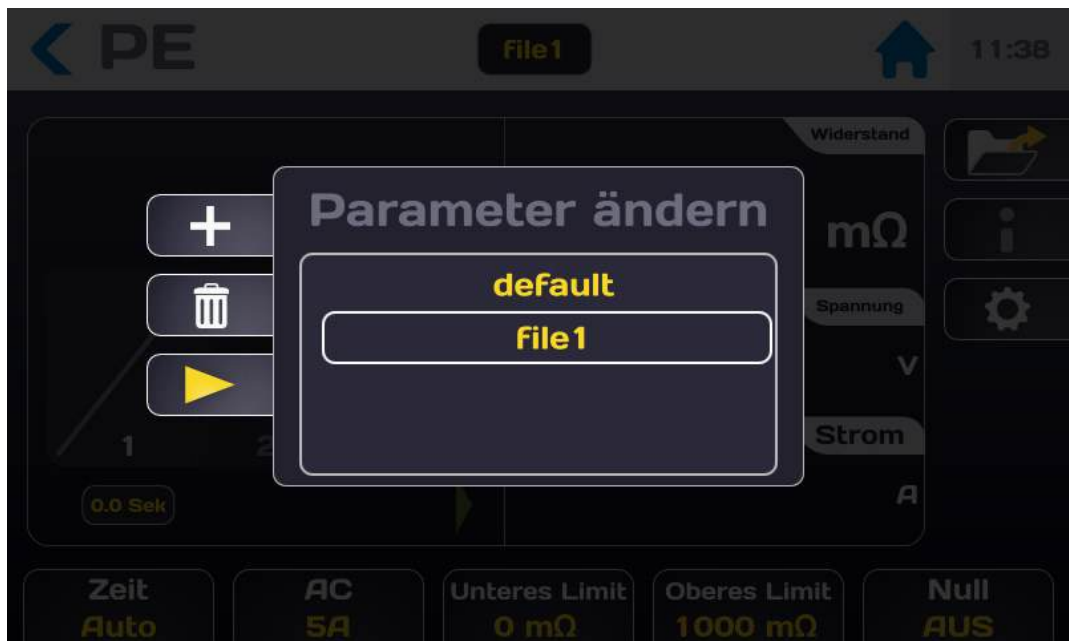 PE
file1
11:38
Widerstand
Parameter ändern
mΩ
default
Spannung
file1
V
1
2
Strom
0.0 Sek
A
Zeit
AC
Unteres Limit
Oberes Limit
Null
Auto
5A
0 mΩ
1000 mΩ
AUS